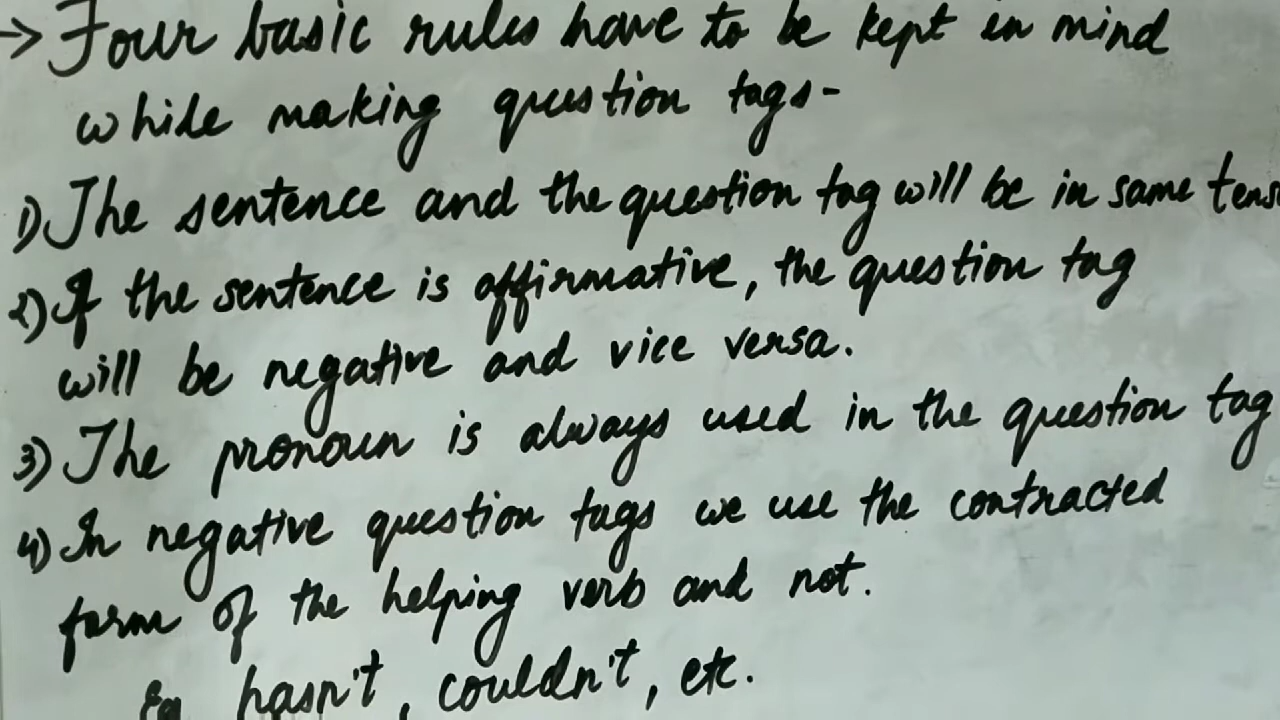 → Four basic rules have to be kept in mind
while making question tags-
1) The sentence and the question tag will be in same tens
2) If the sentence is affirmative, the question tag
will be negative and vice versa.
3) The pronoun is always used in the question tag
4) In negative question tags we use the contracted
form of the helping verb and not.
Eg hasn't, couldn't, etc.